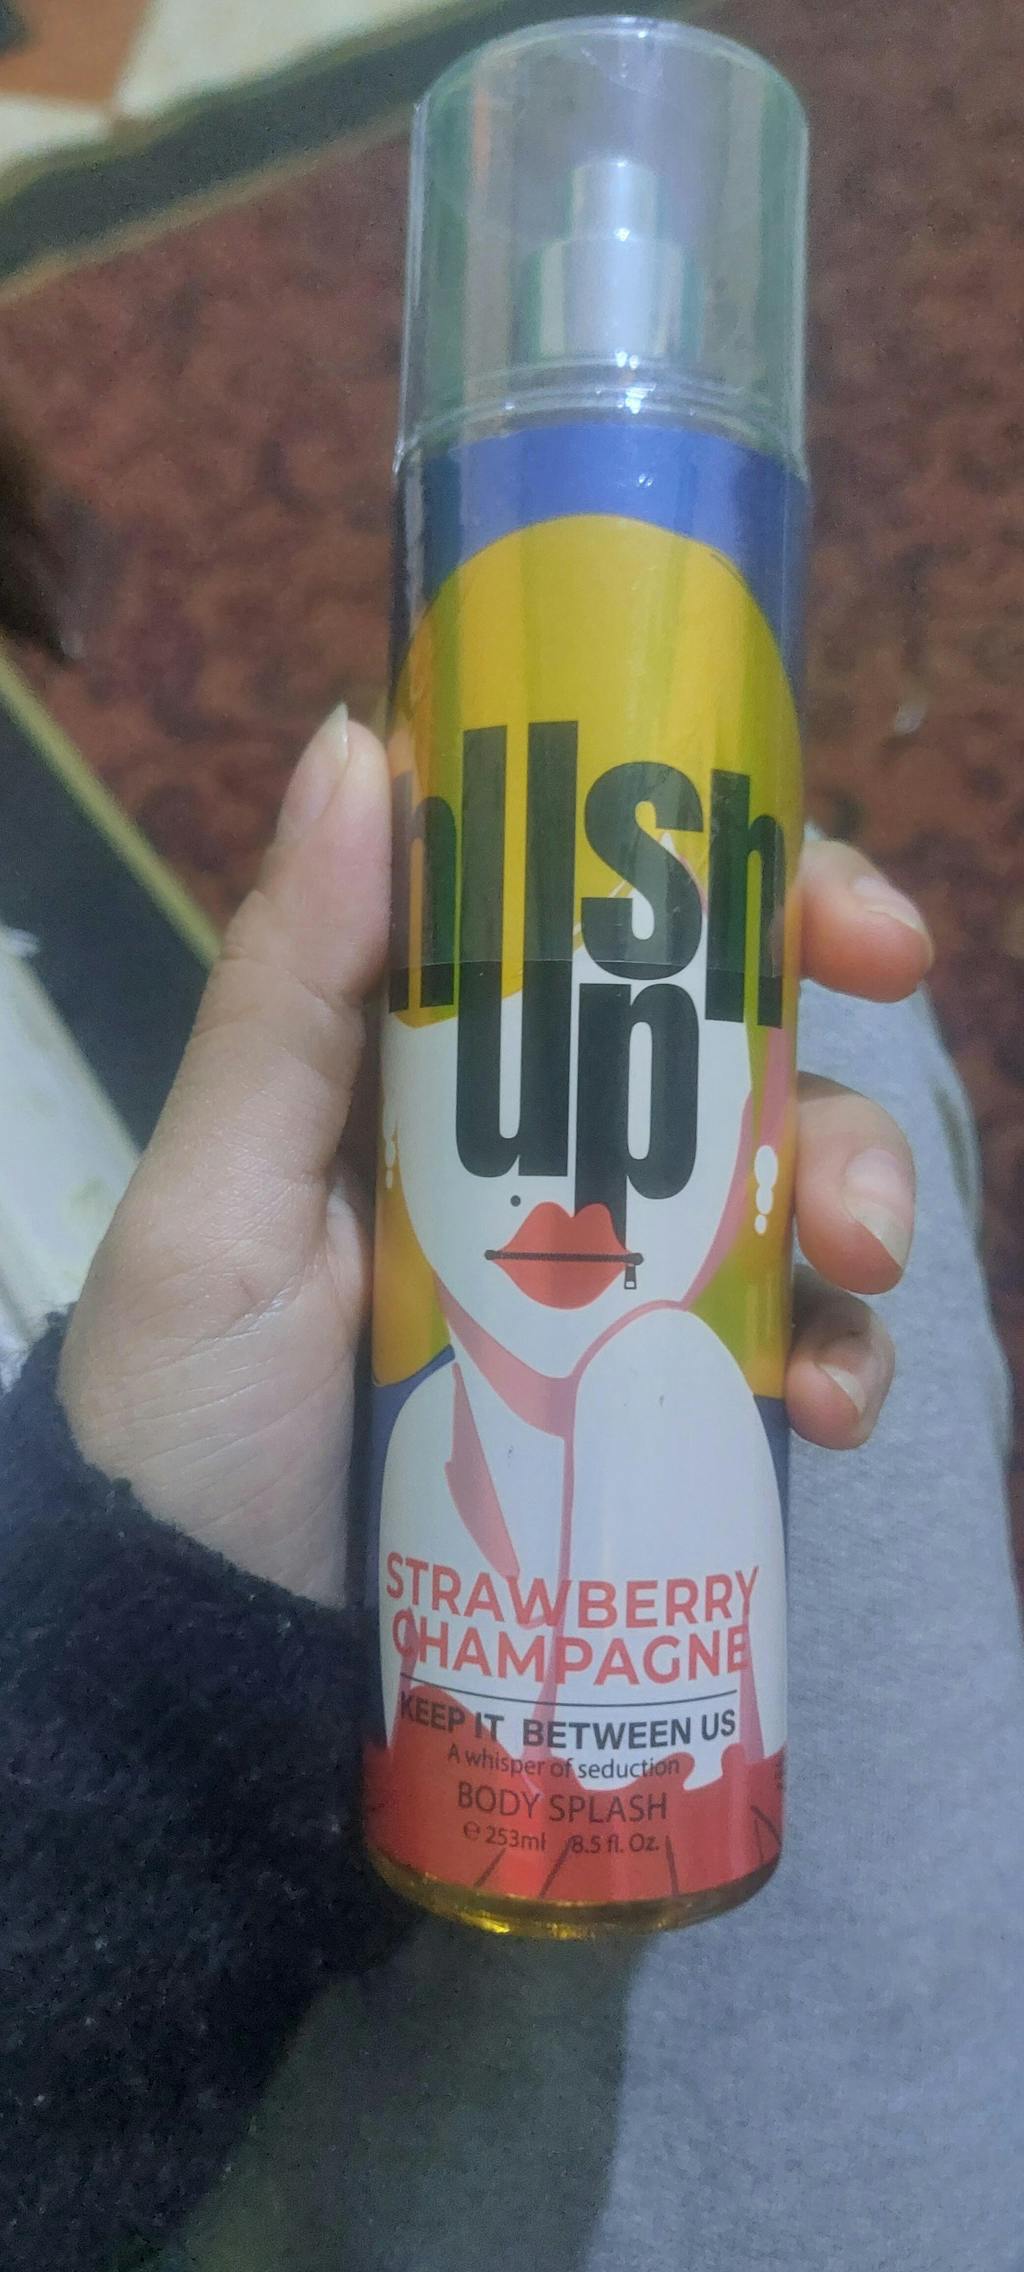 hush
up
STRAWBERRY
CHAMPAGNE
KEEP IT BETWEEN US
A whisper of seduction
BODY SPLASH
℮ 253ml 8.5 fl. Oz.